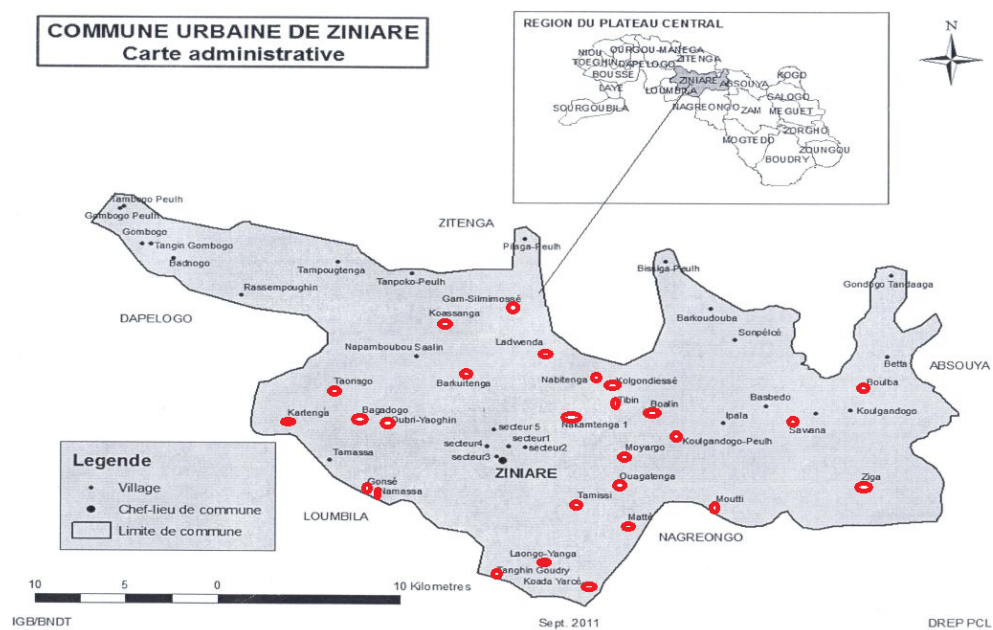 COMMUNE URBAINE DE ZINIARE
Carte administrative
REGION DU PLATEAU CENTRAL
N
OURGOU-MANEGA
NIOU
ZITENGA
TOEGHIN
DAPELOGO
BOUSSE
ZINIARE
ABSOUYA
KOGO
LAYE
LOUMBILA
SALOGO
SOURGOUBILA
NAGREONGO
ZAM
MEGUET
MOGTEDO
ZORGHO
ZOUNGOU
BOUDRY
Tambogo Peulh
Gombogo Peulh
ZITENGA
Gombogo
Tangin Gombogo
Pilaga-Peulh
Badnogo
Tampougtenga
Bissiga-Peulh
Tanpoko-Peulh
Gondogo Tandaaga
Rassempoughin
Gam-Silmimossé
DAPELOGO
Koassanga
Barkoudouba
Sonpélcé
Napamboubou Saalin
Ladwenda
Betta
ABSOUYA
Taonsgo
Barkuitenga
Nabitenga
Kolgondiessé
Boulba
Kartenga
Bagadogo
Oubri-Yaoghin
Tibin
Boalin
Basbedo
Koulgandogo
Nakamtenga 1
Ipala
Sawana
secteur 5
secteur4
secteur1
secteur2
secteur3
Koulgandogo-Peulh
Moyargo
ZINIARE
Tamassa
Gonsé
Namassa
Ouagatenga
Ziga
Tamissi
Moutti
LOUMBILA
Matté
NAGREONGO
Laongo-Yanga
Tanghin Goudry
Koada Yarcé
Legende
Village
Chef-lieu de commune
Limite de commune
10 5 0 10 Kilometres
IGB/BNDT
Sept. 2011
DREP PCL